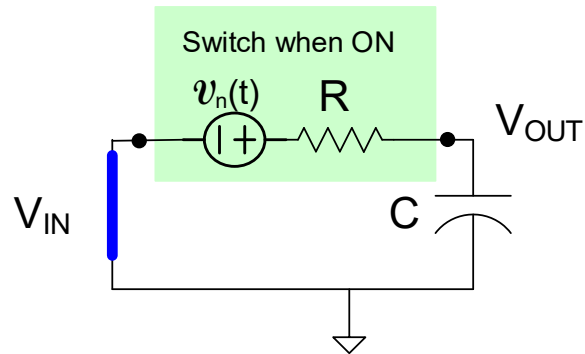 Switch when ON
𝓋n(t)
R
VOUT
VIN
C